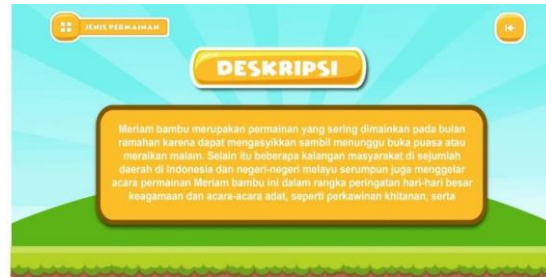 JENIS PERMAINAN
DESKRIPSI
Meriam bambu merupakan permainan yang sering dimainkan pada bulan
ramahan karena dapat mengasyikkan sambil menunggu buka puasa atau
meraikan malam. Selain itu beberapa kalangan masyarakat di sejumlah
daerah di Indonesia dan negeri-negeri melayu serumpun juga menggelar
acara permainan Meriam bambu ini dalam rangka peringatan hari-hari besar
keagamaan dan acara-acara adat, seperti perkawinan khitanan, serta